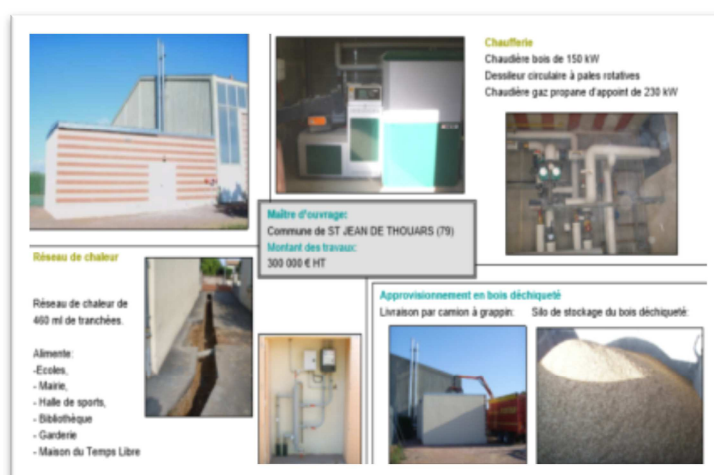 Chaufferie
Chaudière bois de 150 kW
Dessileur circulaire à pales rotatives
Chaudière gaz propane d'appoint de 230 kW
Maître d'ouvrage:
Commune de ST JEAN DE THOUARS (79)
Montant des travaux:
300 000 € HT
Réseau de chaleur
Réseau de chaleur de
460 ml de tranchées.
Alimente:
-Ecoles,
- Mairie,
- Halle de sports,
- Bibliothèque
- Garderie
- Maison du Temps Libre
Approvisionnement en bois déchiqueté
Livraison par camion à grappin:
Silo de stockage du bois déchiqueté: